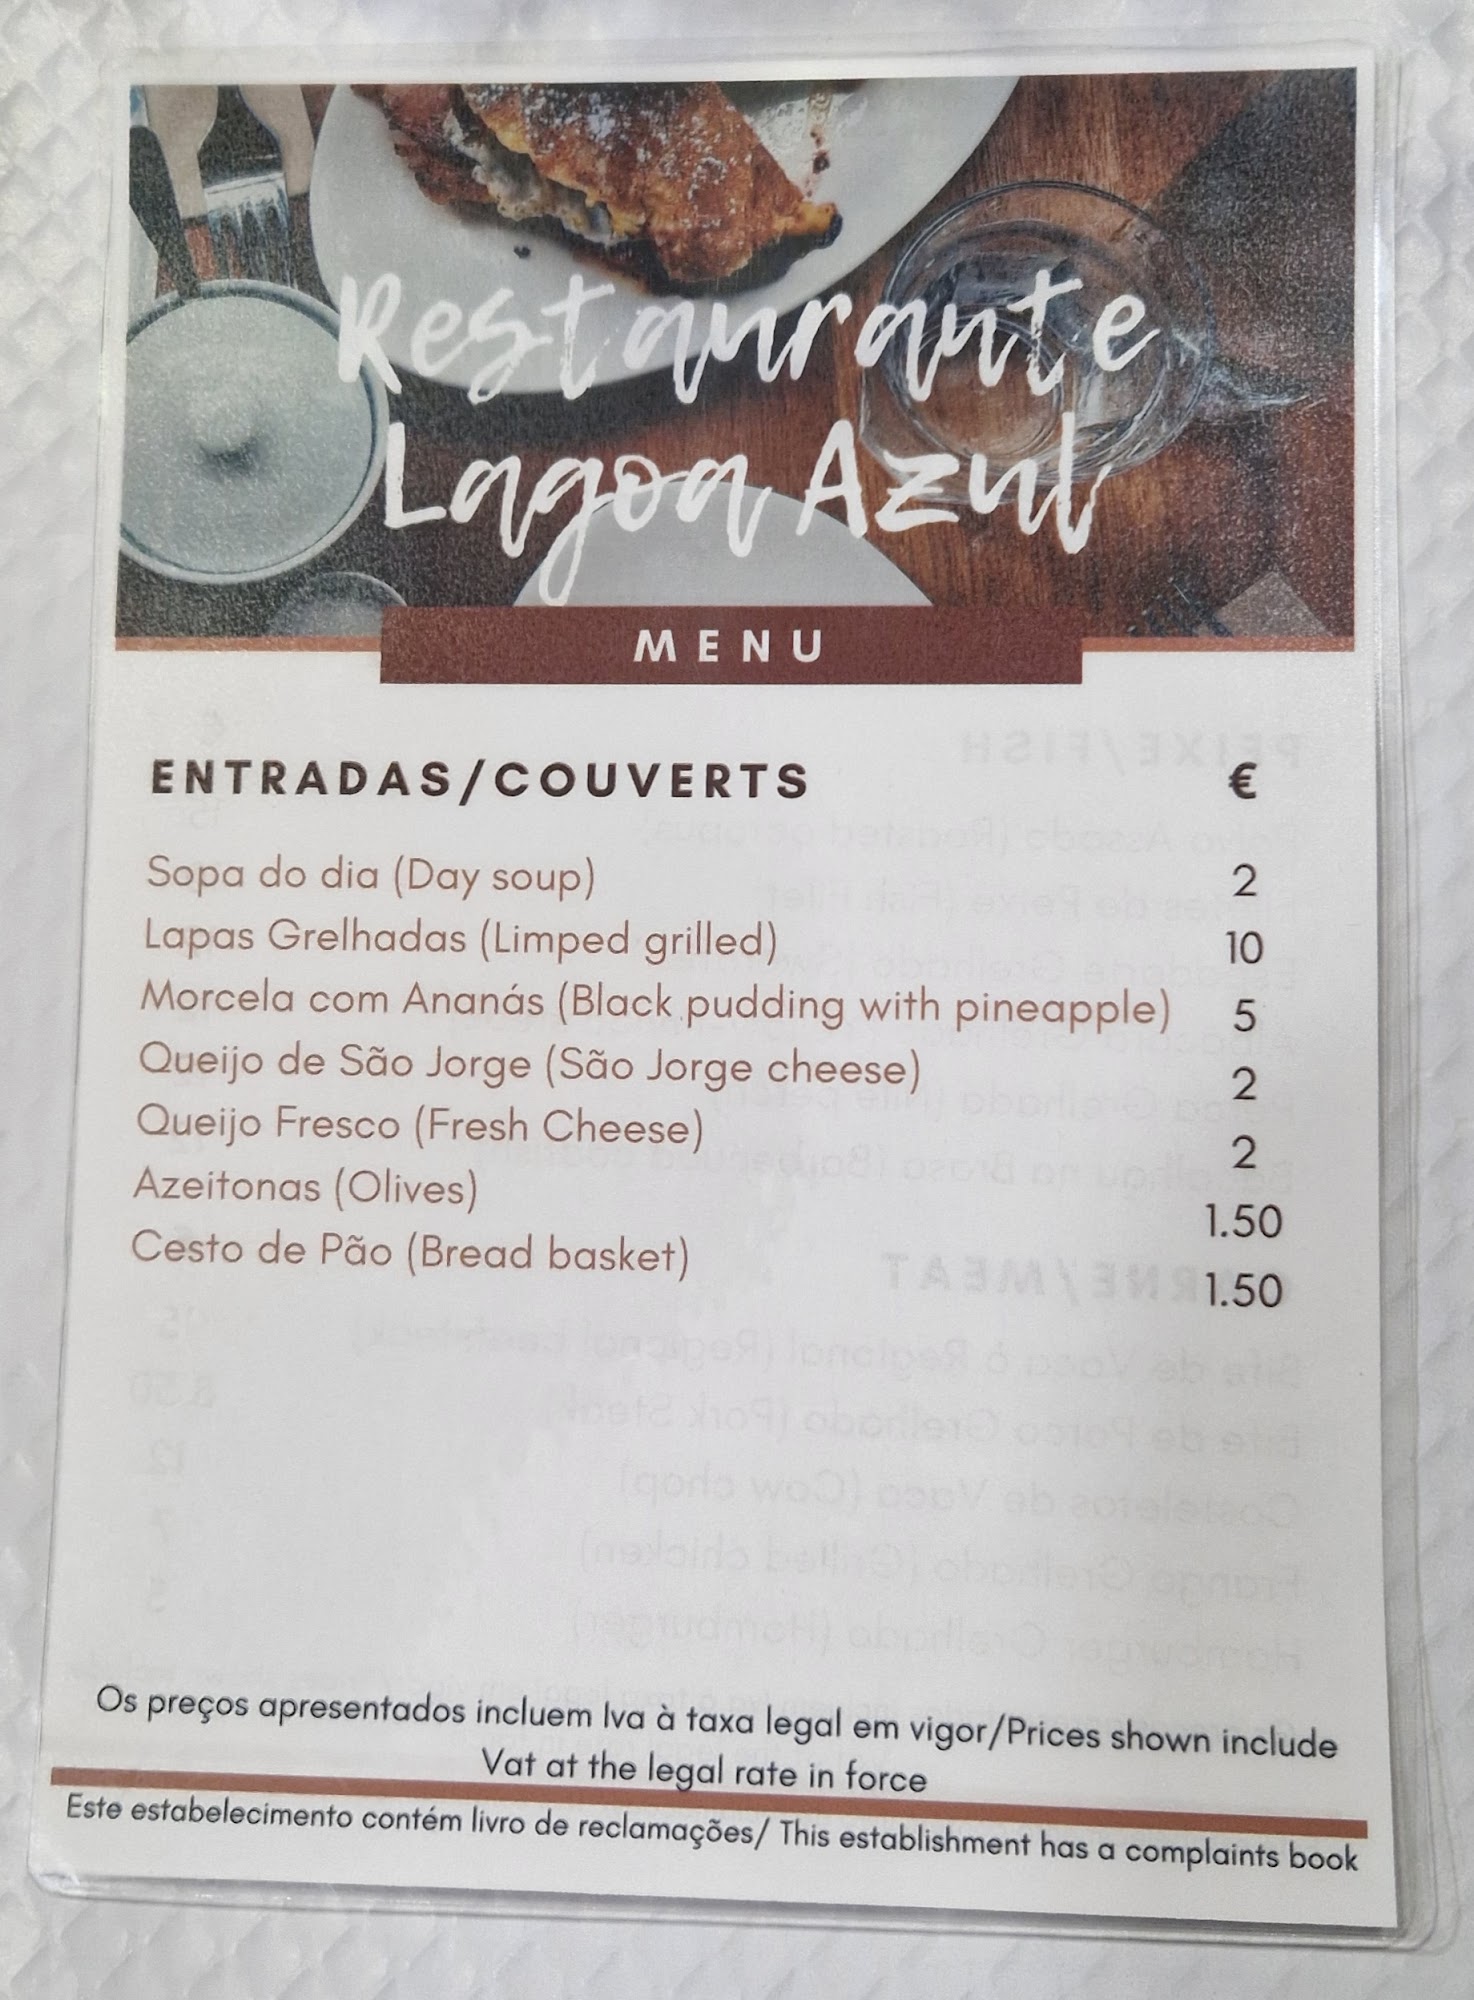 Restaurante
Lagoa Azul
MENU
ENTRADAS/COUVERTS €
Sopa do dia (Day soup) 2
Lapas Grelhadas (Limped grilled) 10
Morcela com Ananás (Black pudding with pineapple) 5
Queijo de São Jorge (São Jorge cheese) 2
Queijo Fresco (Fresh Cheese) 2
Azeitonas (Olives) 1.50
Cesto de Pão (Bread basket) 1.50
Os preços apresentados incluem Iva à taxa legal em vigor/Prices shown include
Vat at the legal rate in force
Este estabelecimento contém livro de reclamações/ This establishment has a complaints book